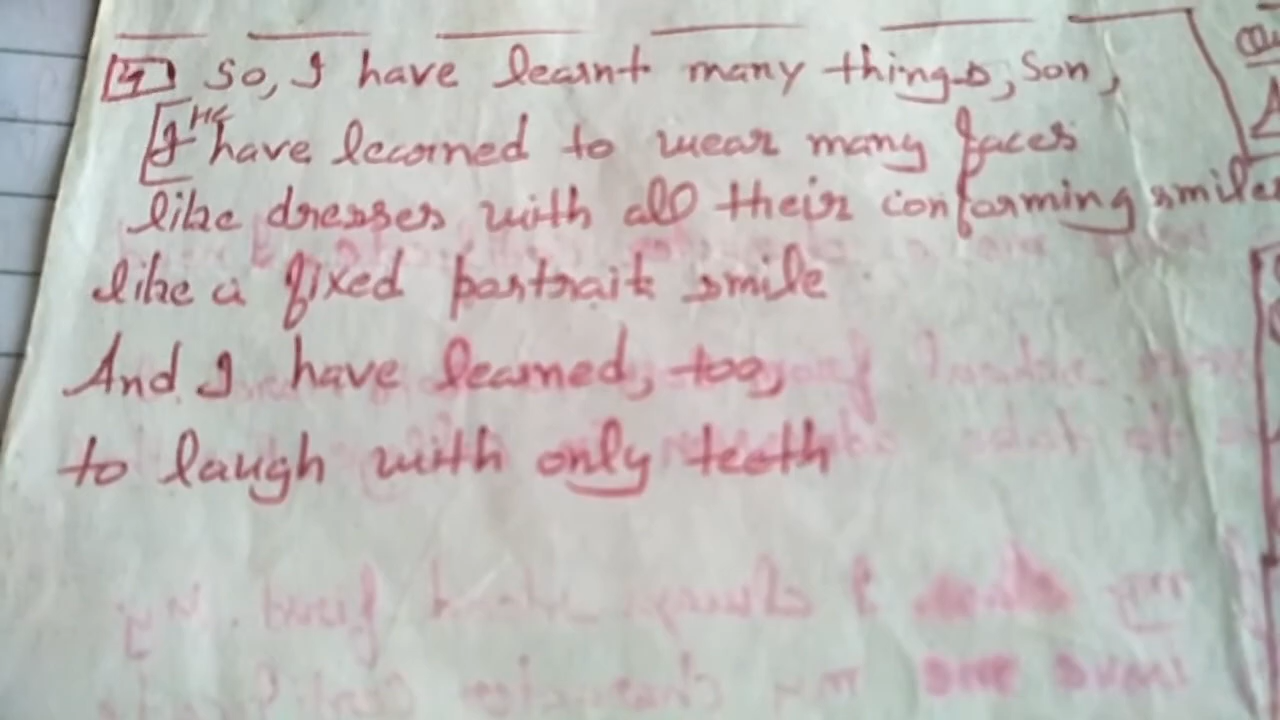 4 So, I have learnt many things, Son,
I have learned to wear many faces
like dresses with all their conforming smiles
like a fixed portrait smile
And I have learned, too,
to laugh with only teeth